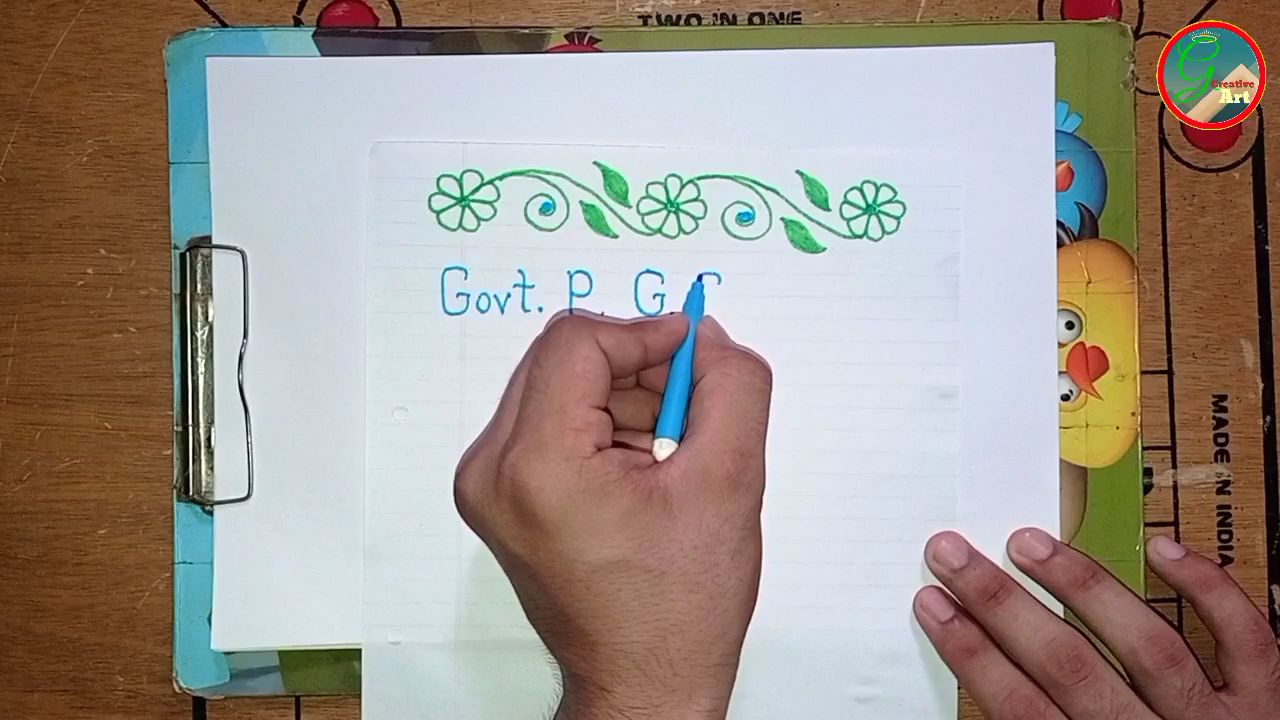 TWO IN ONE
G Creative
Art
Govt. P. G.
MADE IN INDIA